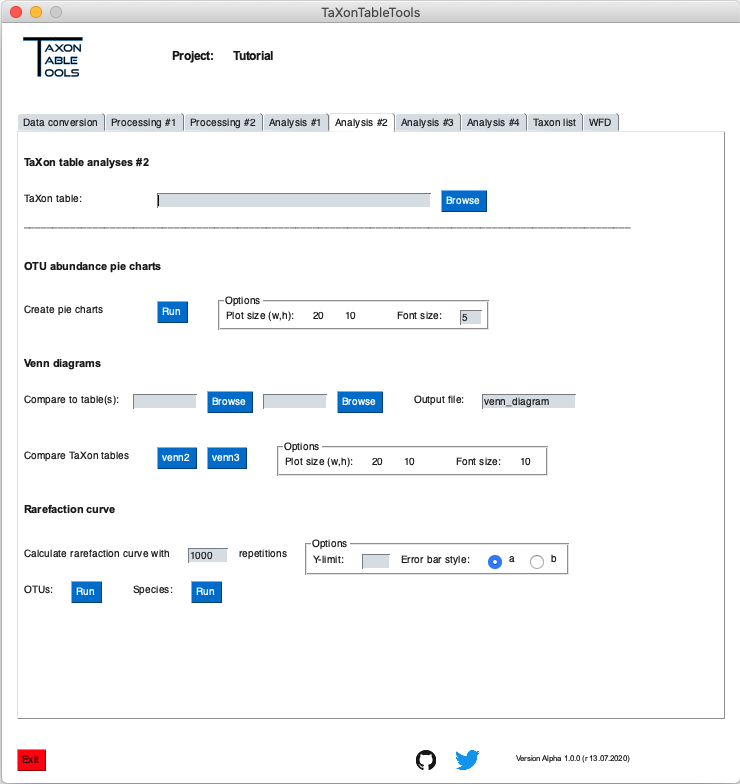 TaXonTableTools
TAXON
TABLE
TOOLS
Project: Tutorial
Data conversion Processing #1 Processing #2 Analysis #1 Analysis #2 Analysis #3 Analysis #4 Taxon list WFD
TaXon table analyses #2
TaXon table: Browse
OTU abundance pie charts
Options
Create pie charts Run Plot size (w,h): 20 10 Font size: 5
Venn diagrams
Compare to table(s): Browse Browse Output file: venn_diagram
Options
Compare TaXon tables venn2 venn3 Plot size (w,h): 20 10 Font size: 10
Rarefaction curve
Options
Calculate rarefaction curve with 1000 repetitions Y-limit: Error bar style: a b
OTUs: Run Species: Run
Exit Version Alpha 1.0.0 (r 13.07.2020)